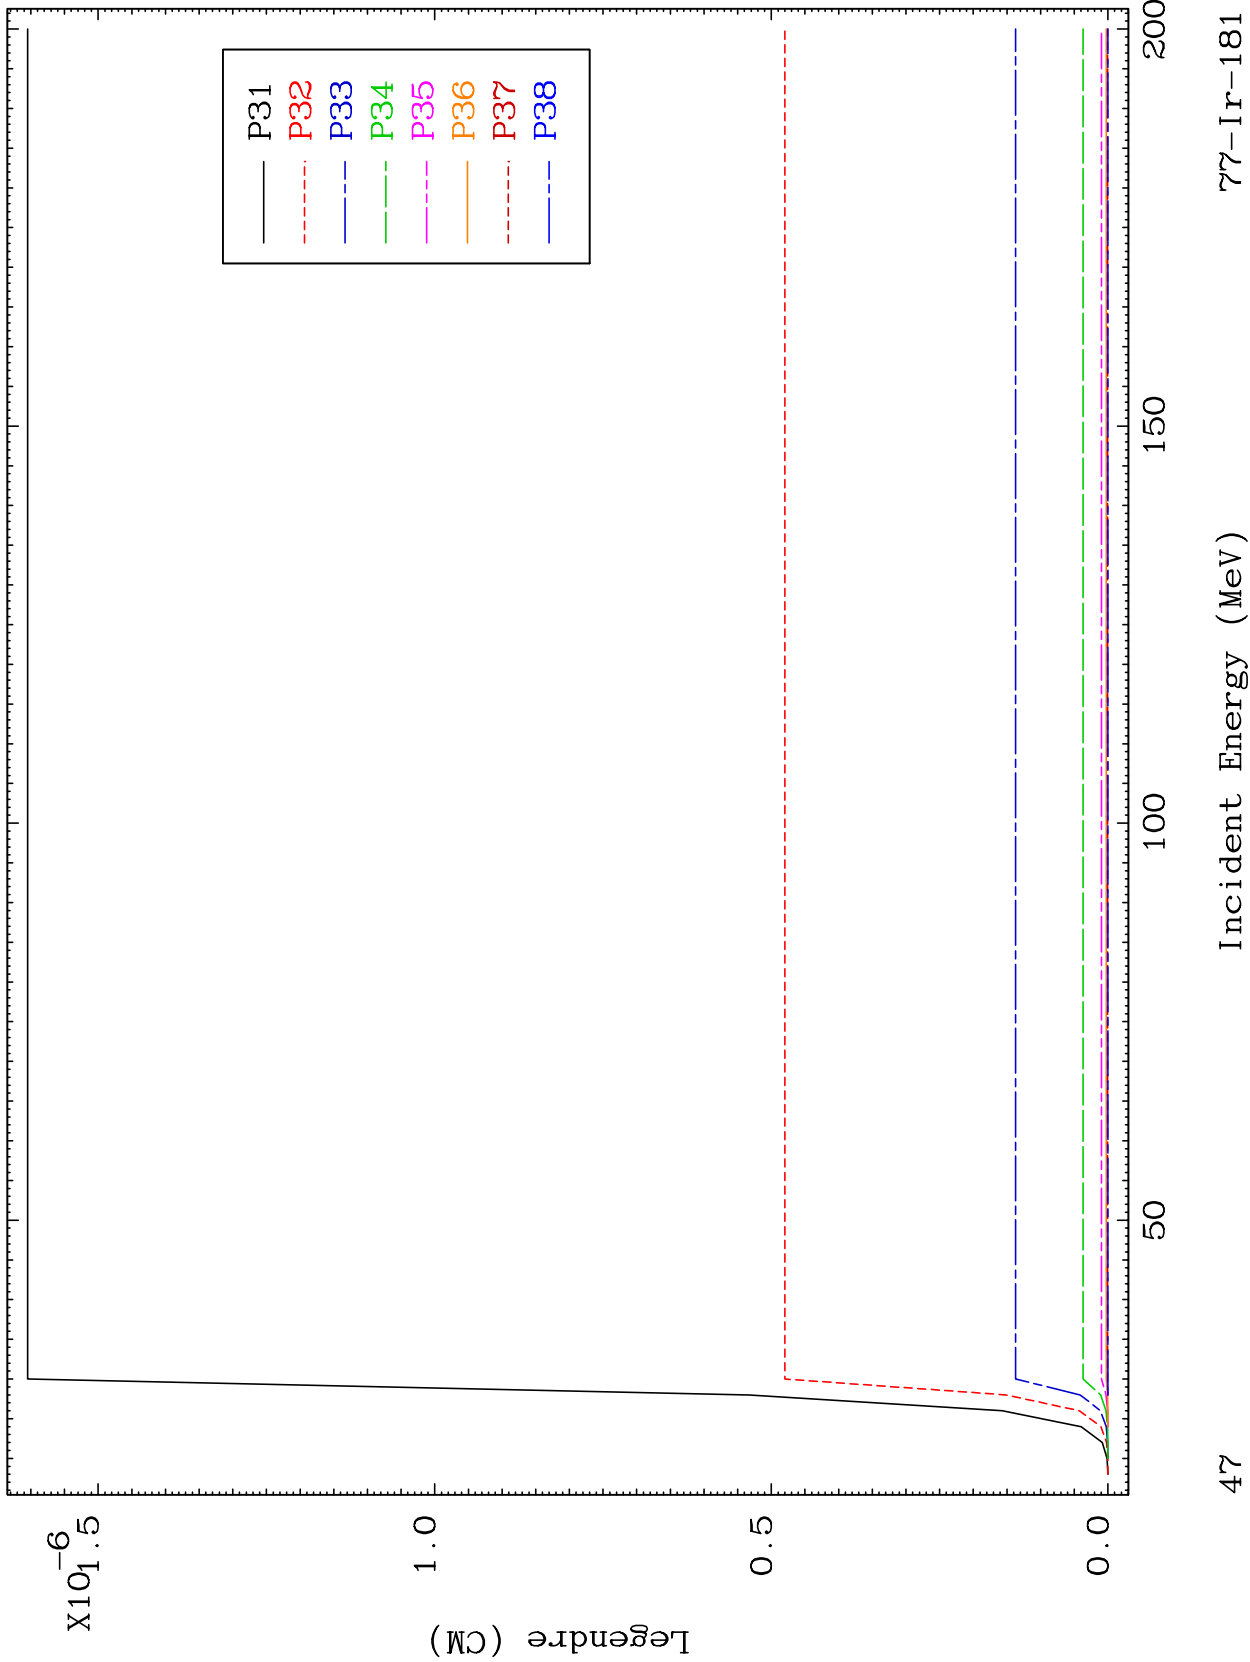 X10-6
1.5
1.0
0.5
0.0
Legendre (CM)
P31
P32
P33
P34
P35
P36
P37
P38
50
100
150
200
47
Incident Energy (MeV)
77-Ir-181